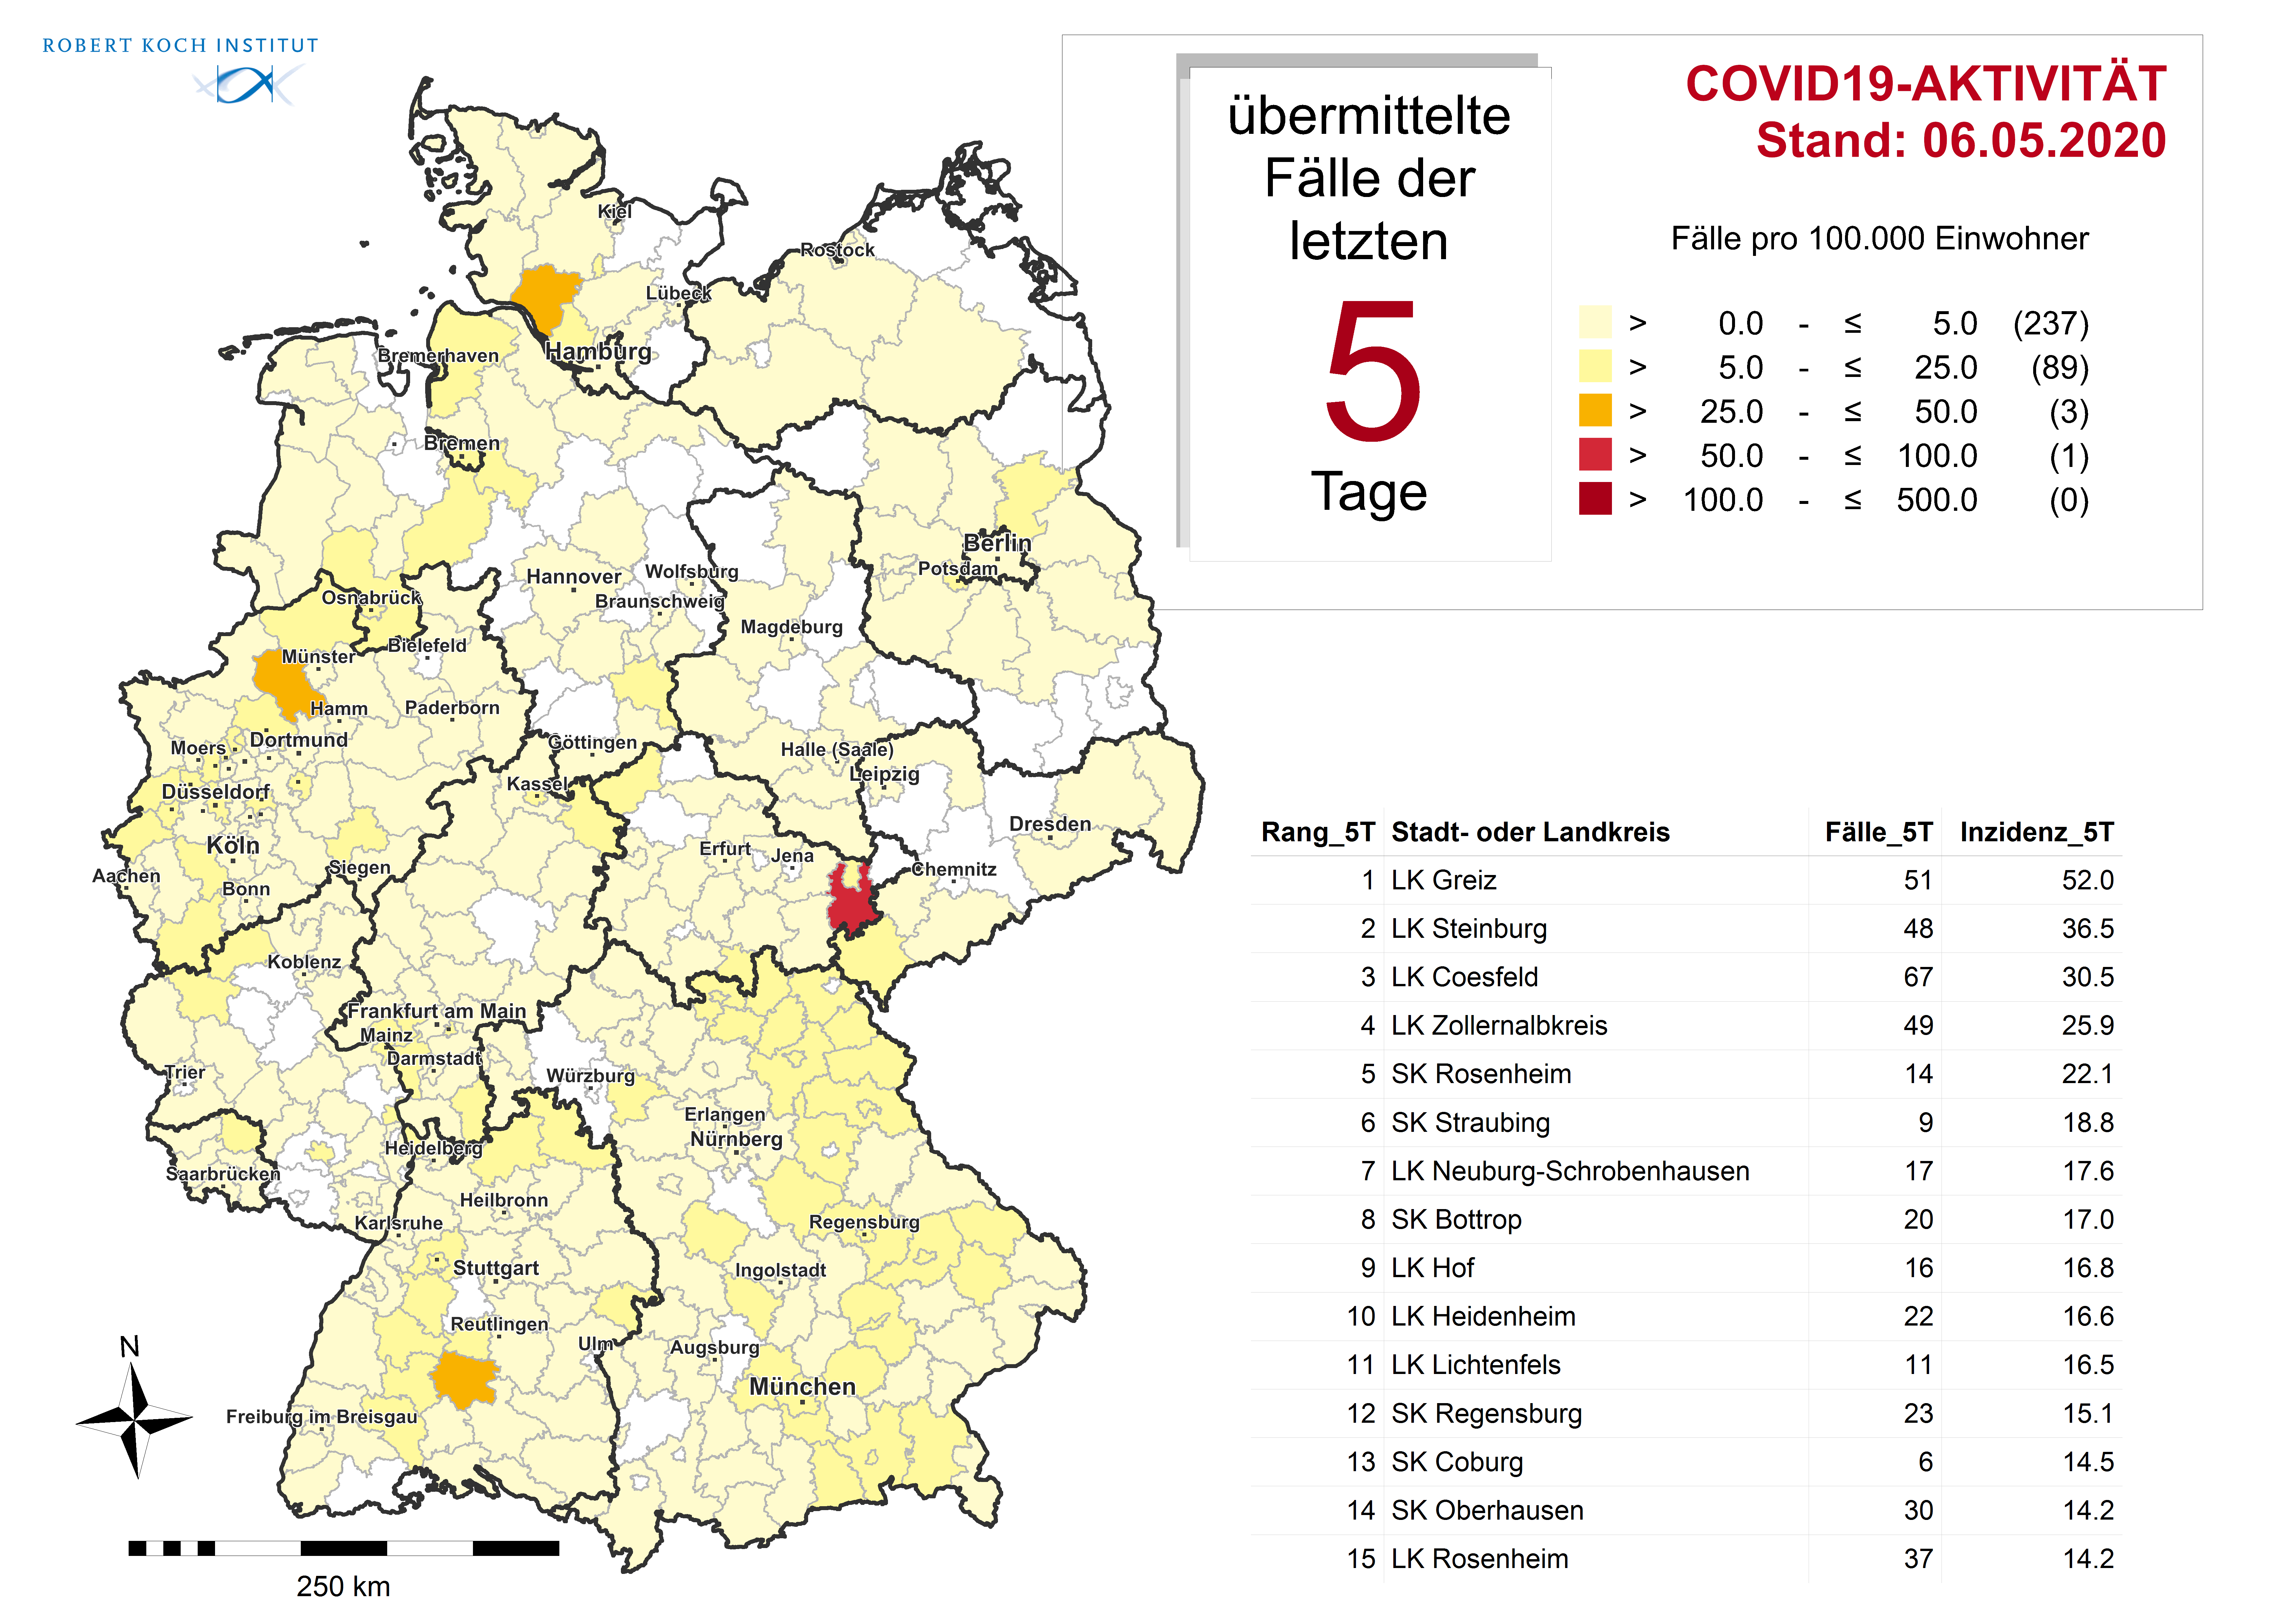 ROBERT KOCH INSTITUT
übermittelte
Fälle der
letzten
5
Tage
COVID19-AKTIVITÄT
Stand: 06.05.2020
Fälle pro 100.000 Einwohner
> 0.0 - ≤ 5.0 (237)
> 5.0 - ≤ 25.0 (89)
> 25.0 - ≤ 50.0 (3)
> 50.0 - ≤ 100.0 (1)
> 100.0 - ≤ 500.0 (0)
Kiel
Rostock
Lübeck
Hamburg
Bremerhaven
Bremen
Berlin
Potsdam
Hannover
Wolfsburg
Braunschweig
Osnabrück
Magdeburg
Bielefeld
Münster
Hamm
Paderborn
Moers
Dortmund
Göttingen
Halle (Saale)
Leipzig
Kassel
Düsseldorf
Dresden
Köln
Erfurt
Jena
Siegen
Chemnitz
Aachen
Bonn
Koblenz
Frankfurt am Main
Mainz
Darmstadt
Trier
Würzburg
Erlangen
Nürnberg
Heidelberg
Saarbrücken
Heilbronn
Karlsruhe
Regensburg
Stuttgart
Ingolstadt
Reutlingen
Ulm
Augsburg
München
Freiburg im Breisgau
N
250 km
Rang_5T Stadt- oder Landkreis Fälle_5T Inzidenz_5T
1 LK Greiz 51 52.0
2 LK Steinburg 48 36.5
3 LK Coesfeld 67 30.5
4 LK Zollernalbkreis 49 25.9
5 SK Rosenheim 14 22.1
6 SK Straubing 9 18.8
7 LK Neuburg-Schrobenhausen 17 17.6
8 SK Bottrop 20 17.0
9 LK Hof 16 16.8
10 LK Heidenheim 22 16.6
11 LK Lichtenfels 11 16.5
12 SK Regensburg 23 15.1
13 SK Coburg 6 14.5
14 SK Oberhausen 30 14.2
15 LK Rosenheim 37 14.2